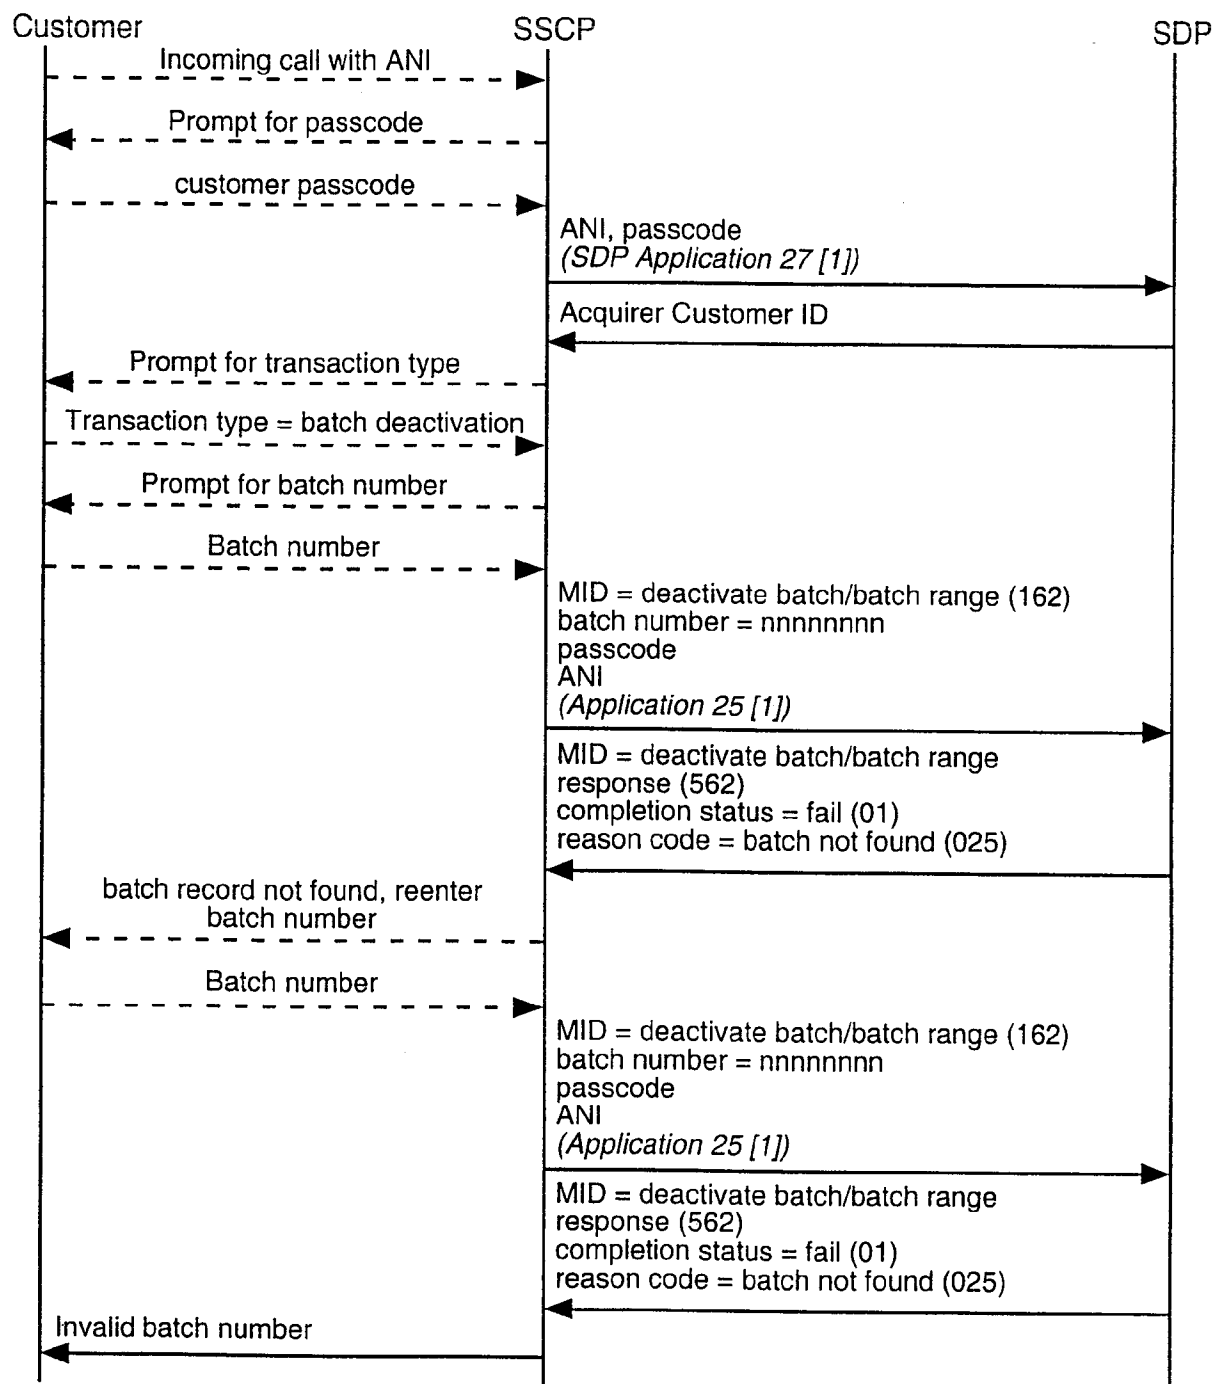 Customer
SSCP
SDP
Incoming call with ANI
Prompt for passcode
customer passcode
ANI, passcode
(SDP Application 27 [1])
Acquirer Customer ID
Prompt for transaction type
Transaction type = batch deactivation
Prompt for batch number
Batch number
MID = deactivate batch/batch range (162)
batch number = nnnnnnnnn
passcode
ANI
(Application 25 [1])
MID = deactivate batch/batch range
response (562)
completion status = fail (01)
reason code = batch not found (025)
batch record not found, reenter
batch number
Batch number
MID = deactivate batch/batch range (162)
batch number = nnnnnnnnn
passcode
ANI
(Application 25 [1])
MID = deactivate batch/batch range
response (562)
completion status = fail (01)
reason code = batch not found (025)
Invalid batch number